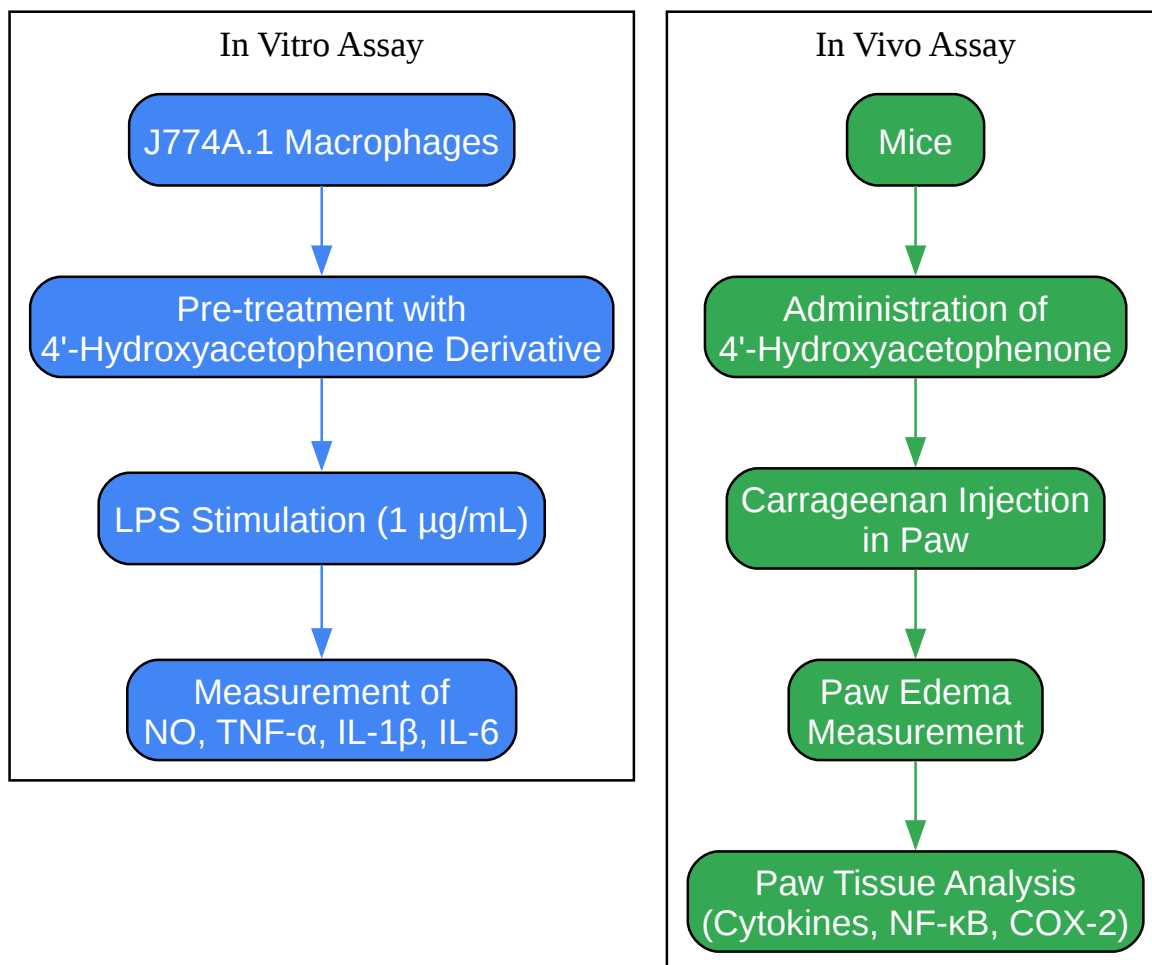 In Vitro Assay
J774A.1 Macrophages
Pre-treatment with
4'-Hydroxyacetophenone Derivative
LPS Stimulation (1 µg/mL)
Measurement of
NO, TNF-α, IL-1β, IL-6
In Vivo Assay
Mice
Administration of
4'-Hydroxyacetophenone
Carrageenan Injection
in Paw
Paw Edema
Measurement
Paw Tissue Analysis
(Cytokines, NF-κB, COX-2)